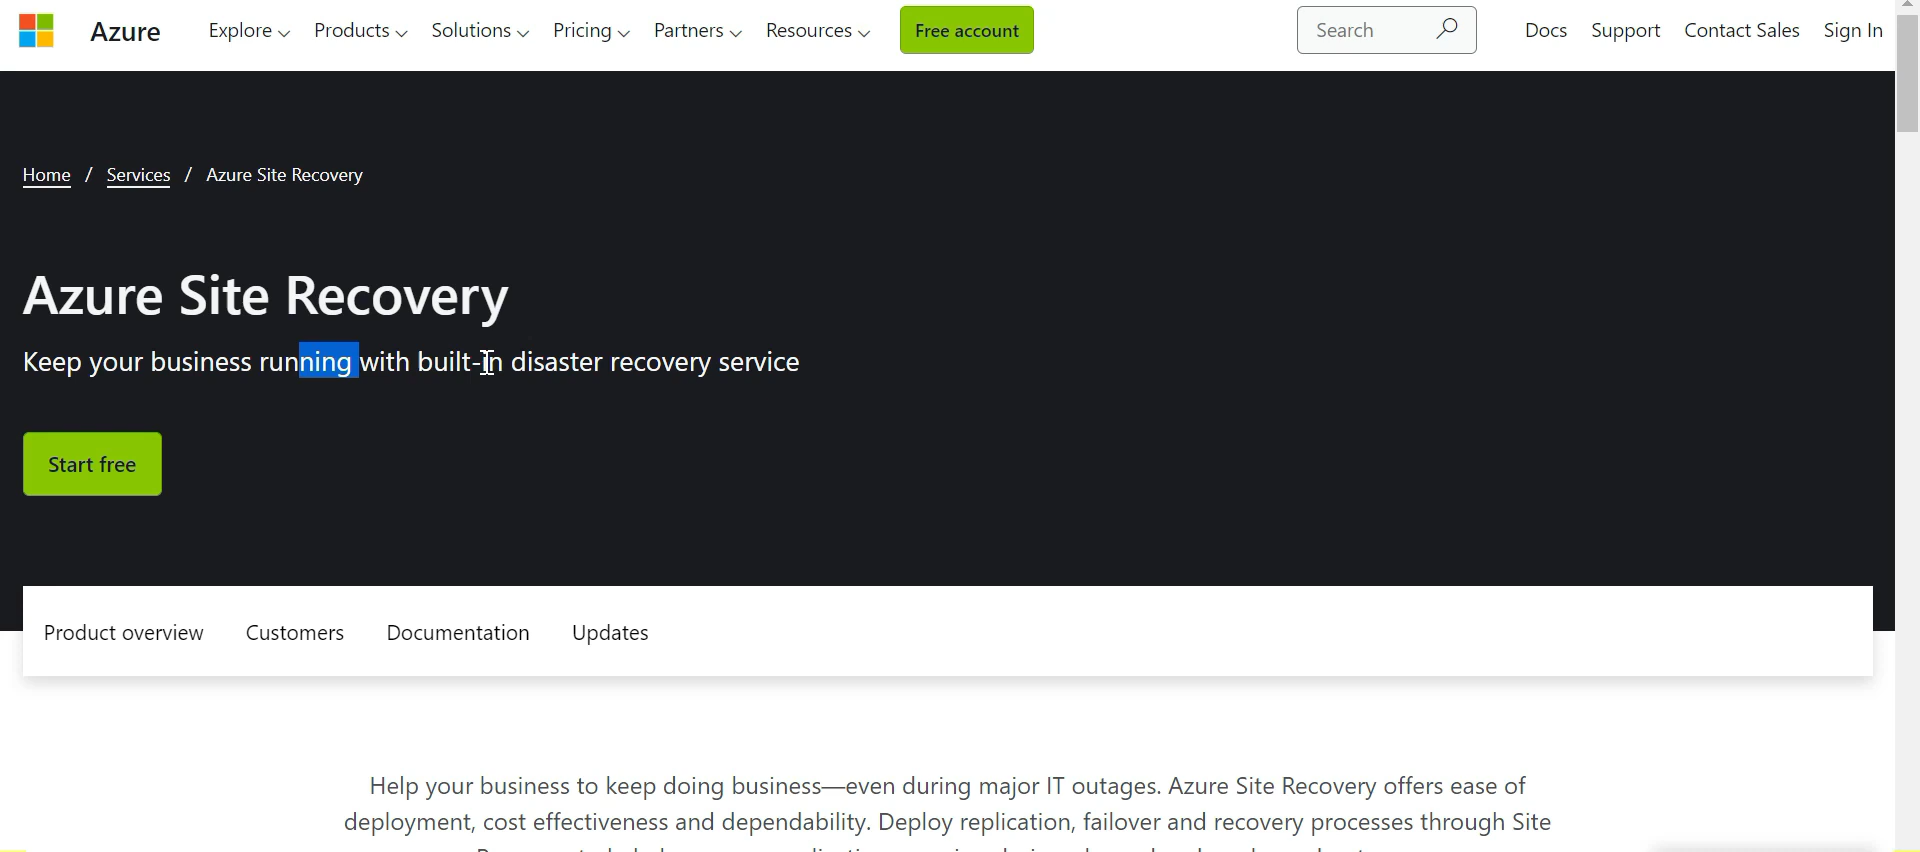 Azure Explore Products Solutions Pricing Partners Resources Free account Search Docs Support Contact Sales Sign In
Home / Services / Azure Site Recovery
Azure Site Recovery
Keep your business running with built-in disaster recovery service
Start free
Product overview Customers Documentation Updates
Help your business to keep doing business—even during major IT outages. Azure Site Recovery offers ease of
deployment, cost effectiveness and dependability. Deploy replication, failover and recovery processes through Site